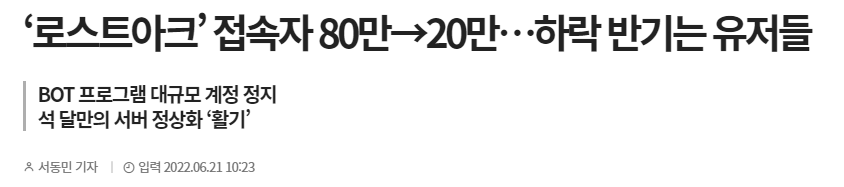 ‘로스트아크’ 접속자 80만→20만…하락 반기는 유저들
BOT 프로그램 대규모 계정 정지
석 달만의 서버 정상화 ‘활기’
서동민 기자 | 입력 2022.06.21 10:23